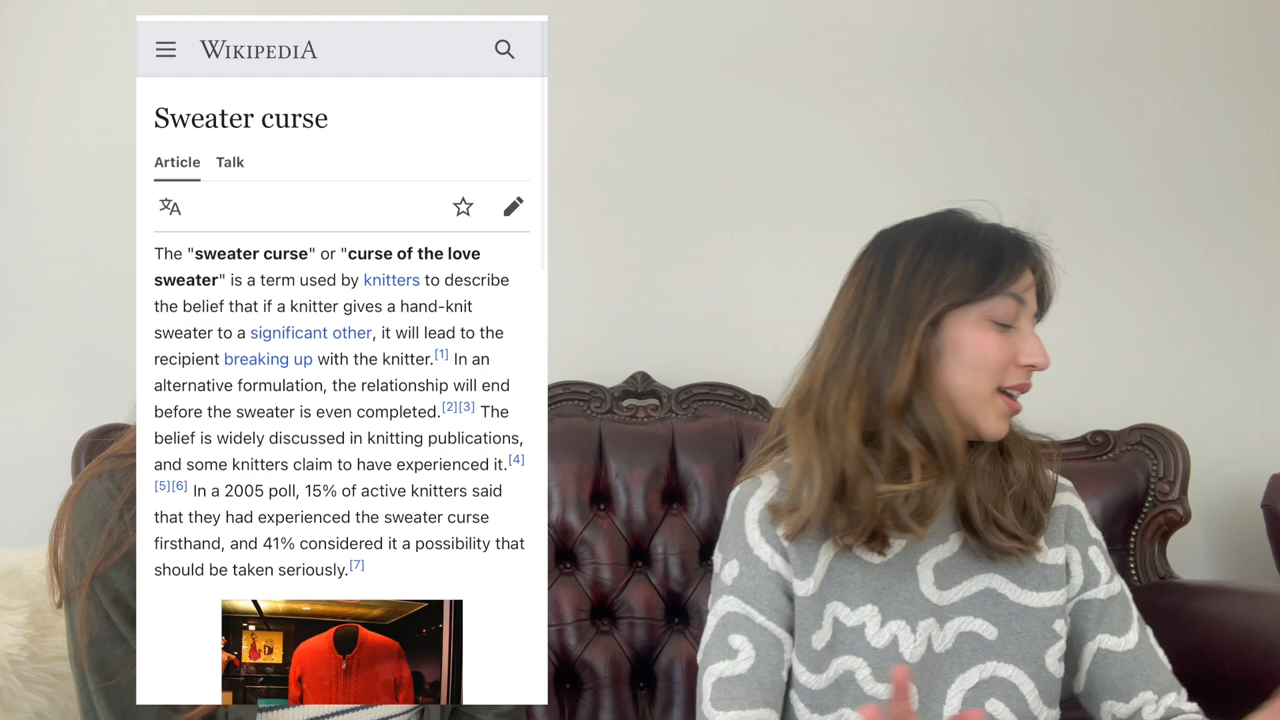 WIKIPEDIA
Sweater curse
Article Talk
The "sweater curse" or "curse of the love
sweater" is a term used by knitters to describe
the belief that if a knitter gives a hand-knit
sweater to a significant other, it will lead to the
recipient breaking up with the knitter.[1] In an
alternative formulation, the relationship will end
before the sweater is even completed.[2][3] The
belief is widely discussed in knitting publications,
and some knitters claim to have experienced it.[4]
[5][6] In a 2005 poll, 15% of active knitters said
that they had experienced the sweater curse
firsthand, and 41% considered it a possibility that
should be taken seriously.[7]